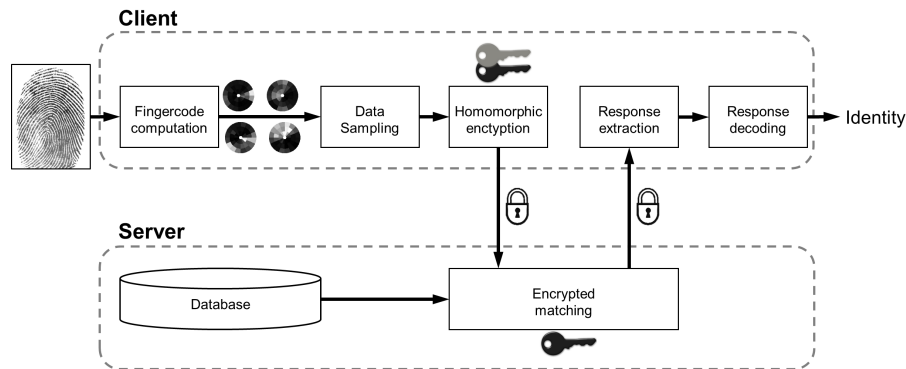 Client
Fingercode
computation
Data
Sampling
Homomorphic
enctyption
Response
extraction
Response
decoding
Identity
Server
Database
Encrypted
matching